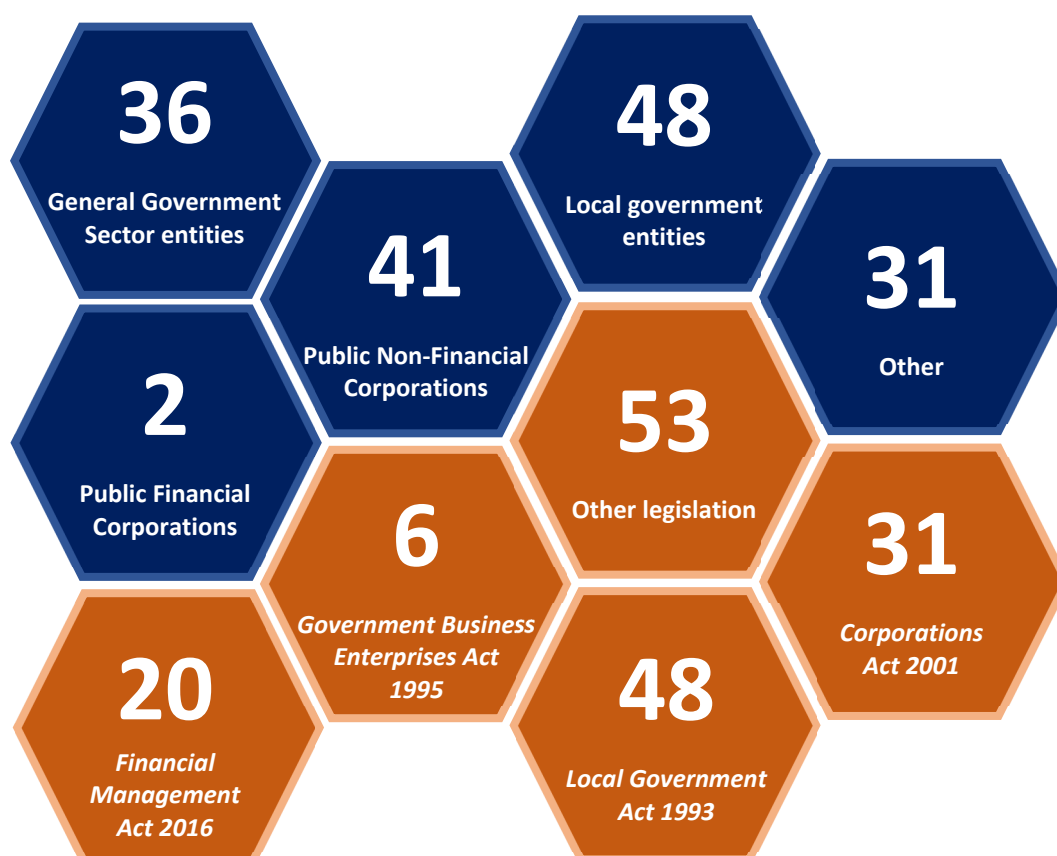 36
General Government
Sector entities
48
Local government
entities
41
Public Non-Financial
Corporations
31
Other
2
Public Financial
Corporations
53
Other legislation
6
Government Business
Enterprises Act
1995
31
Corporations
Act 2001
20
Financial
Management
Act 2016
48
Local Government
Act 1993